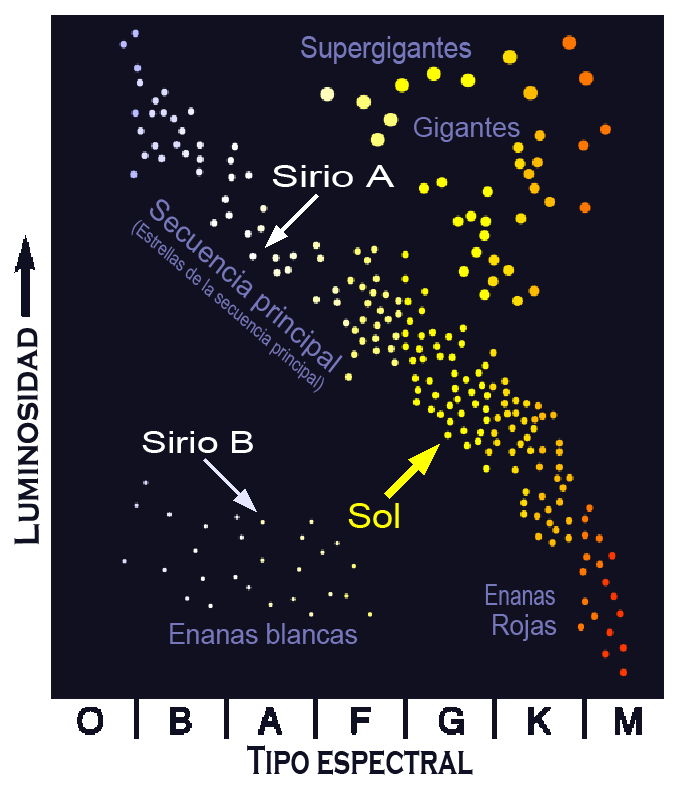 Supergigantes
Gigantes
Sirio A
Secuencia principal
(Estrellas de la secuencia principal)
LUMINOSIDAD
Sirio B
Sol
Enanas
Rojas
Enanas blancas
O B A F G K M
TIPO ESPECTRAL